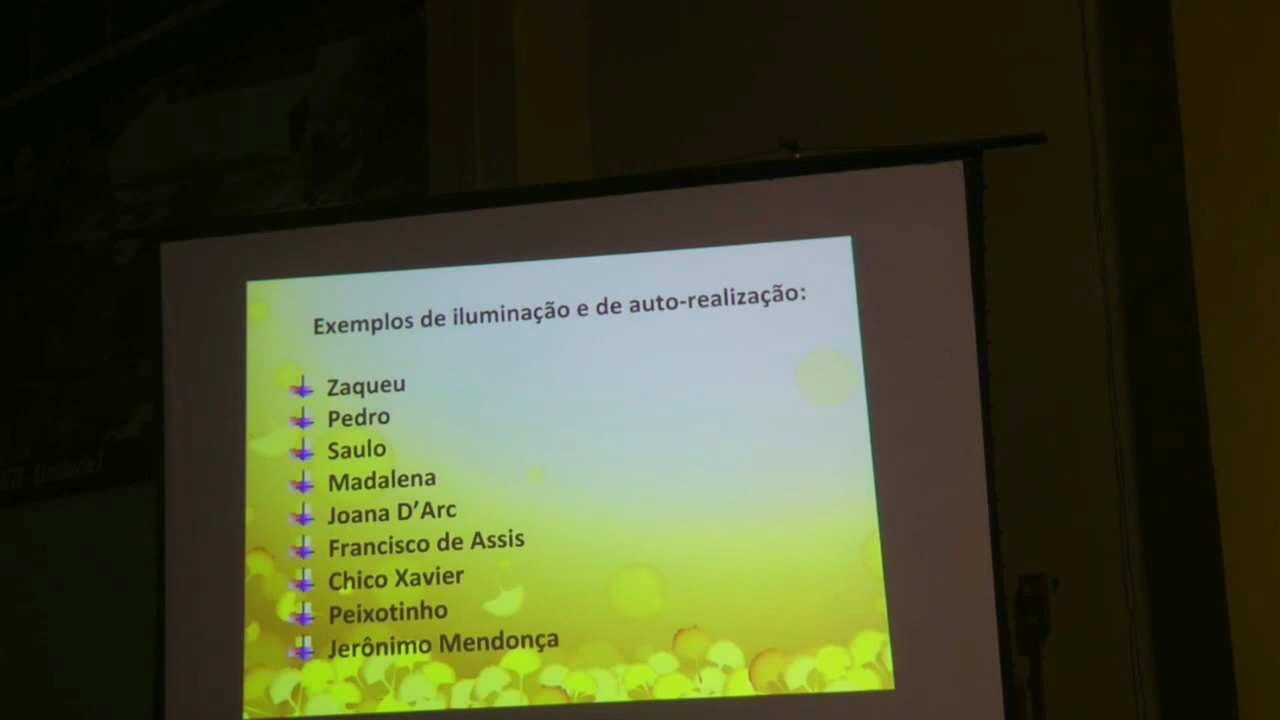 Exemplos de iluminação e de auto-realização:
Zaqueu
Pedro
Saulo
Madalena
Joana D’Arc
Francisco de Assis
Chico Xavier
Peixotinho
Jerônimo Mendonça